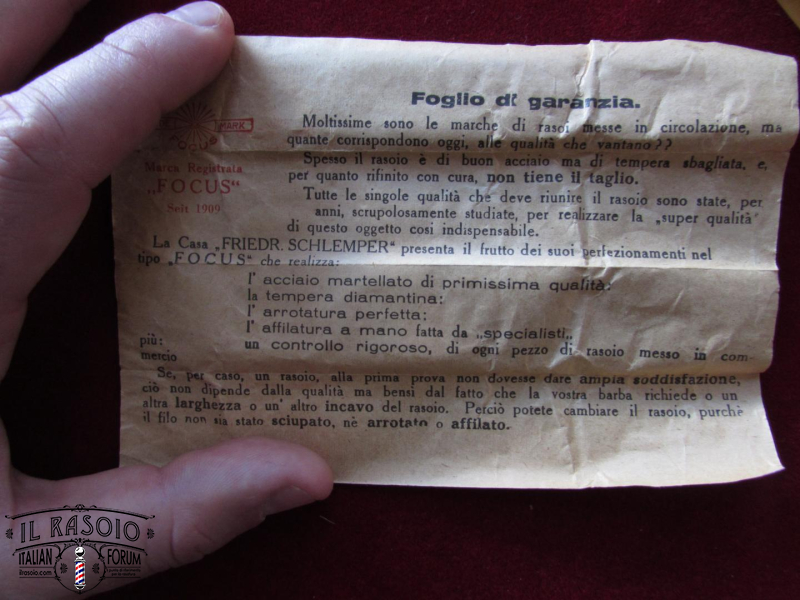 Foglio di garanzia.
FOCUS MARK
Marca Registrata
„FOCUS“
Seit 1909
Moltissime sono le marche di rasoi messe in circolazione, ma
quante corrispondono oggi, alle qualità che vantano??
Spesso il rasoio è di buon acciaio ma di tempera sbagliata, e,
per quanto rifinito con cura, non tiene il taglio.
Tutte le singole qualità che deve riunire il rasoio sono state, per
anni, scrupolosamente studiate, per realizzare la „super qualità“
di questo oggetto cosi indispensabile.
La Casa „FRIEDR. SCHLEMPER“ presenta il frutto dei suoi perfezionamenti nel
tipo „FOCUS“ che realizza:
l' acciaio martellato di primissima qualità:
la tempera diamantina:
l' arrotatura perfetta:
l' affilatura a mano fatta da „specialisti„
più: un controllo rigoroso, di ogni pezzo di rasoio messo in com-
mercio
Se, per caso, un rasoio, alla prima prova non dovesse dare ampia soddisfazione,
ciò non dipende dalla qualità ma bensi dal fatto che la vostra barba richiede o un
altra larghezza o un' altro incavo del rasoio. Perciò potete cambiare il rasoio, purchè
il filo non sia stato sciupato, nè arrotato o affilato.
IL RASOIO
ITALIAN FORUM
ilrasoio.com